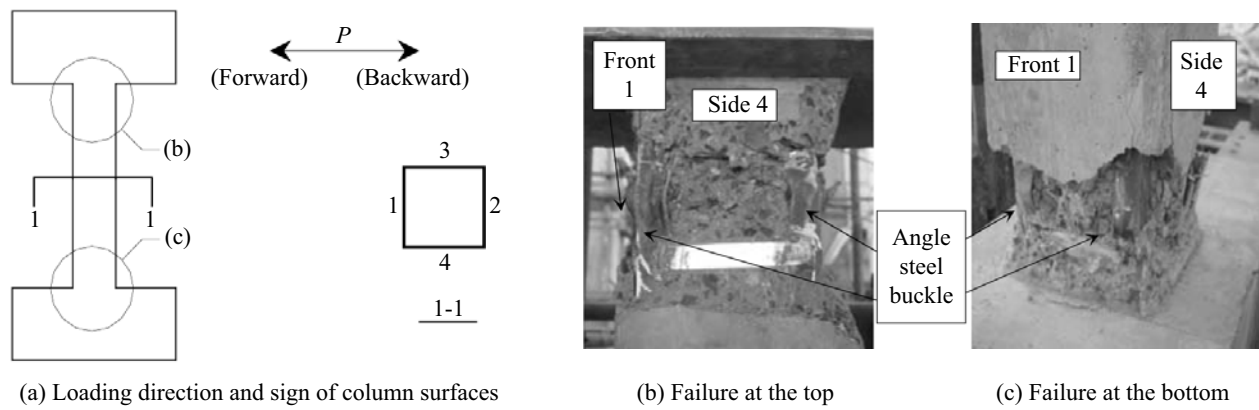 P
(Forward) (Backward)
(b)
3
1 2
1 1
4
(c)
1-1
Front
1
Side 4
Front 1
Side
4
Angle
steel
buckle
(a) Loading direction and sign of column surfaces
(b) Failure at the top
(c) Failure at the bottom